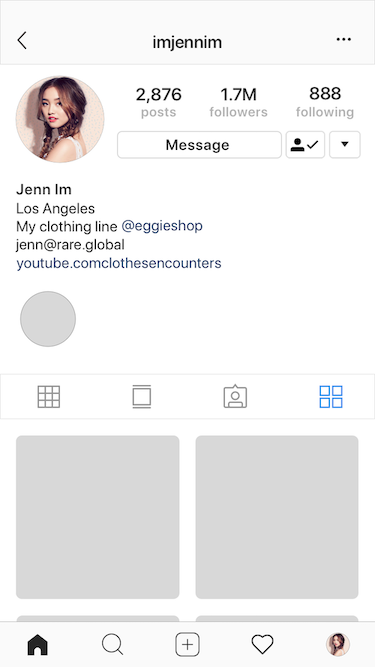 imjennim
2,876 1.7M 888
posts followers following
Message
Jenn Im
Los Angeles
My clothing line @eggieshop
jenn@rare.global
youtube.comclothesencounters